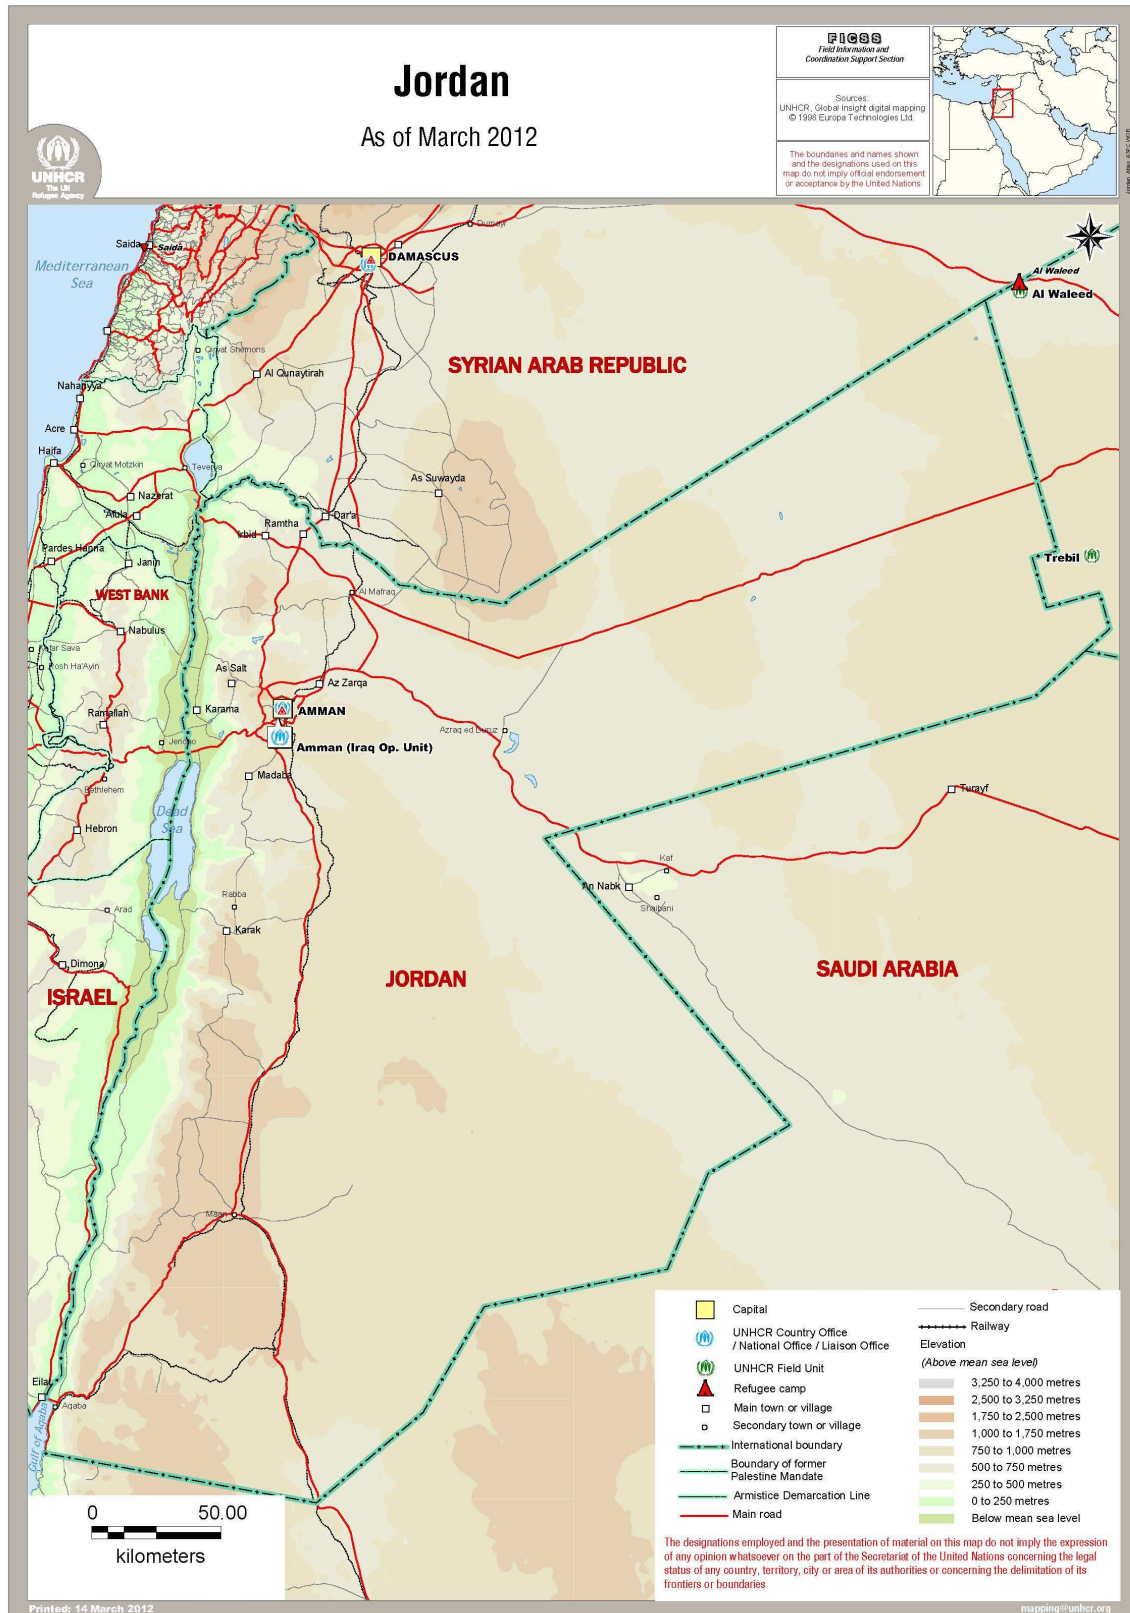 Jordan
As of March 2012
UNHCR
The UN
Refugee Agency
FICSS
Field Information and
Coordination Support Section
Sources:
UNHCR, Global Insight digital mapping
© 1998 Europa Technologies Ltd.
The boundaries and names shown
and the designations used on this
map do not imply official endorsement
or acceptance by the United Nations.
Saida
Saida
Mediterranean
Sea
DAMASCUS
Al Waleed
Al Waleed
Qiryat Shemona
Al Qunaytirah
SYRIAN ARAB REPUBLIC
Nahariyya
Acre
Haifa
Qiryat Motzkin
Teverya
As Suwayda
Nazerat
'Afula
Dar'a
Ramtha
Irbid
Pardes Hanna
Janin
Trebil
WEST BANK
Al Mafraq
Nabulus
Kefar Sava
Rosh Ha'Ayin
As Salt
Az Zarqa
Karama
AMMAN
Ramallah
Azraq ed Duruz
Jericho
Amman (Iraq Op. Unit)
Madaba
Bethlehem
Turayf
Dead
Sea
Hebron
Kaf
An Nabk
Rabba
Shaibani
Arad
Karak
Dimona
JORDAN
SAUDI ARABIA
ISRAEL
Maan
Eilat
Aqaba
Gulf of Aqaba
Capital
UNHCR Country Office
/ National Office / Liaison Office
UNHCR Field Unit
Refugee camp
Main town or village
Secondary town or village
International boundary
Boundary of former
Palestine Mandate
Armistice Demarcation Line
Main road
Secondary road
Railway
Elevation
(Above mean sea level)
3,250 to 4,000 metres
2,500 to 3,250 metres
1,750 to 2,500 metres
1,000 to 1,750 metres
750 to 1,000 metres
500 to 750 metres
250 to 500 metres
0 to 250 metres
Below mean sea level
0 50.00
kilometers
The designations employed and the presentation of material on this map do not imply the expression
of any opinion whatsoever on the part of the Secretariat of the United Nations concerning the legal
status of any country, territory, city or area of its authorities or concerning the delimitation of its
frontiers or boundaries
Printed: 14 March 2012
mapping@unhcr.org